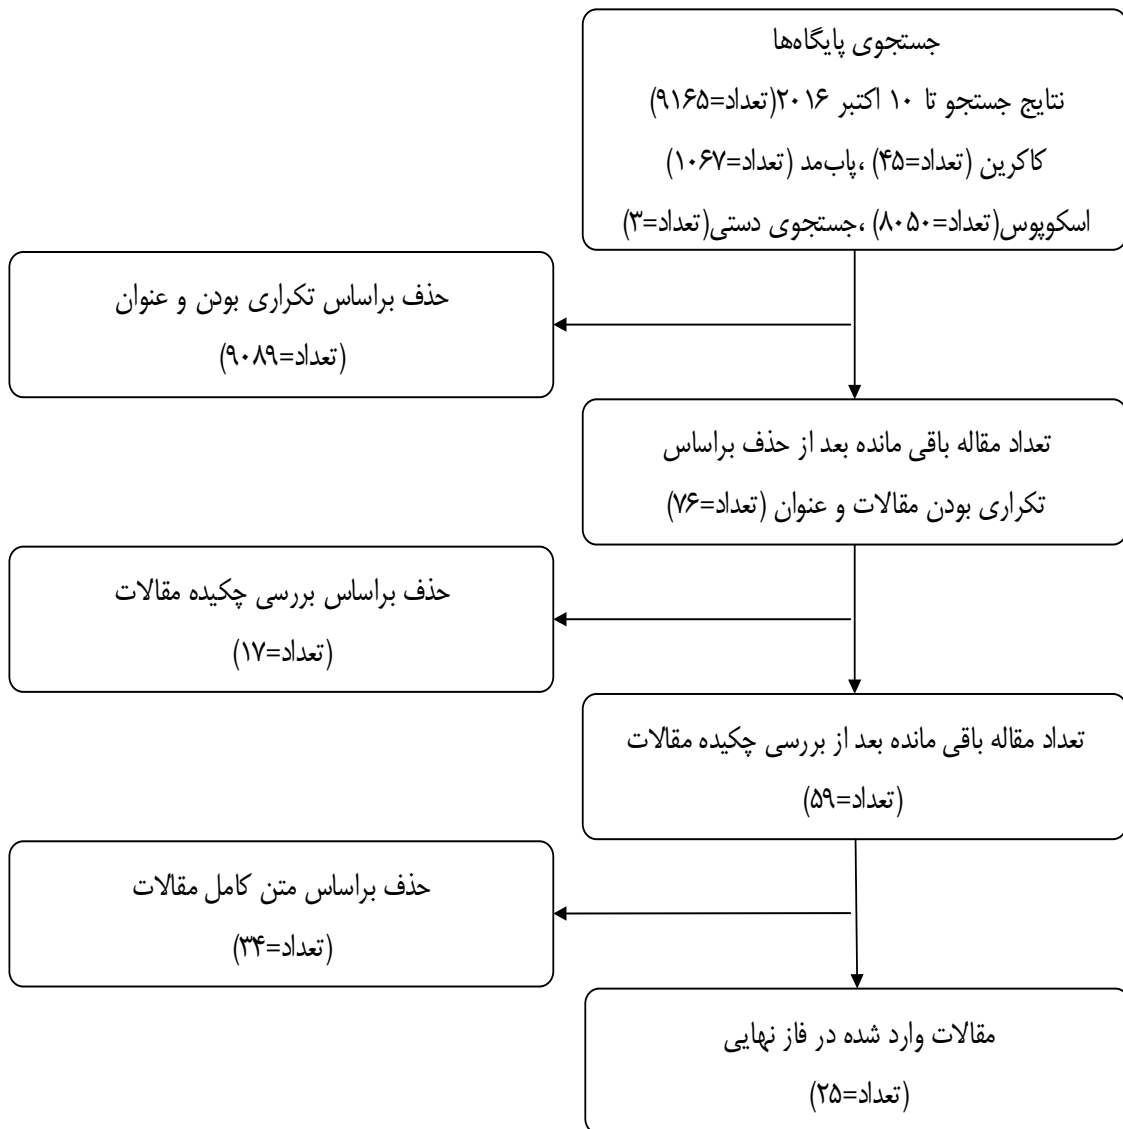 جستجوی پایگاه‌ها
نتایج جستجو تا ۱۰ اکتبر ۲۰۱۶(تعداد=۹۱۶۵)
کاکرین (تعداد=۴۵) ،پاب‌مد (تعداد=۱۰۶۷)
اسکوپوس(تعداد=۸۰۵۰) ،جستجوی دستی(تعداد=۳)
حذف براساس تکراری بودن و عنوان
(تعداد=۹۰۸۹)
تعداد مقاله باقی مانده بعد از حذف براساس
تکراری بودن مقالات و عنوان (تعداد=۷۶)
حذف براساس بررسی چکیده مقالات
(تعداد=۱۷)
تعداد مقاله باقی مانده بعد از بررسی چکیده مقالات
(تعداد=۵۹)
حذف براساس متن کامل مقالات
(تعداد=۳۴)
مقالات وارد شده در فاز نهایی
(تعداد=۲۵)